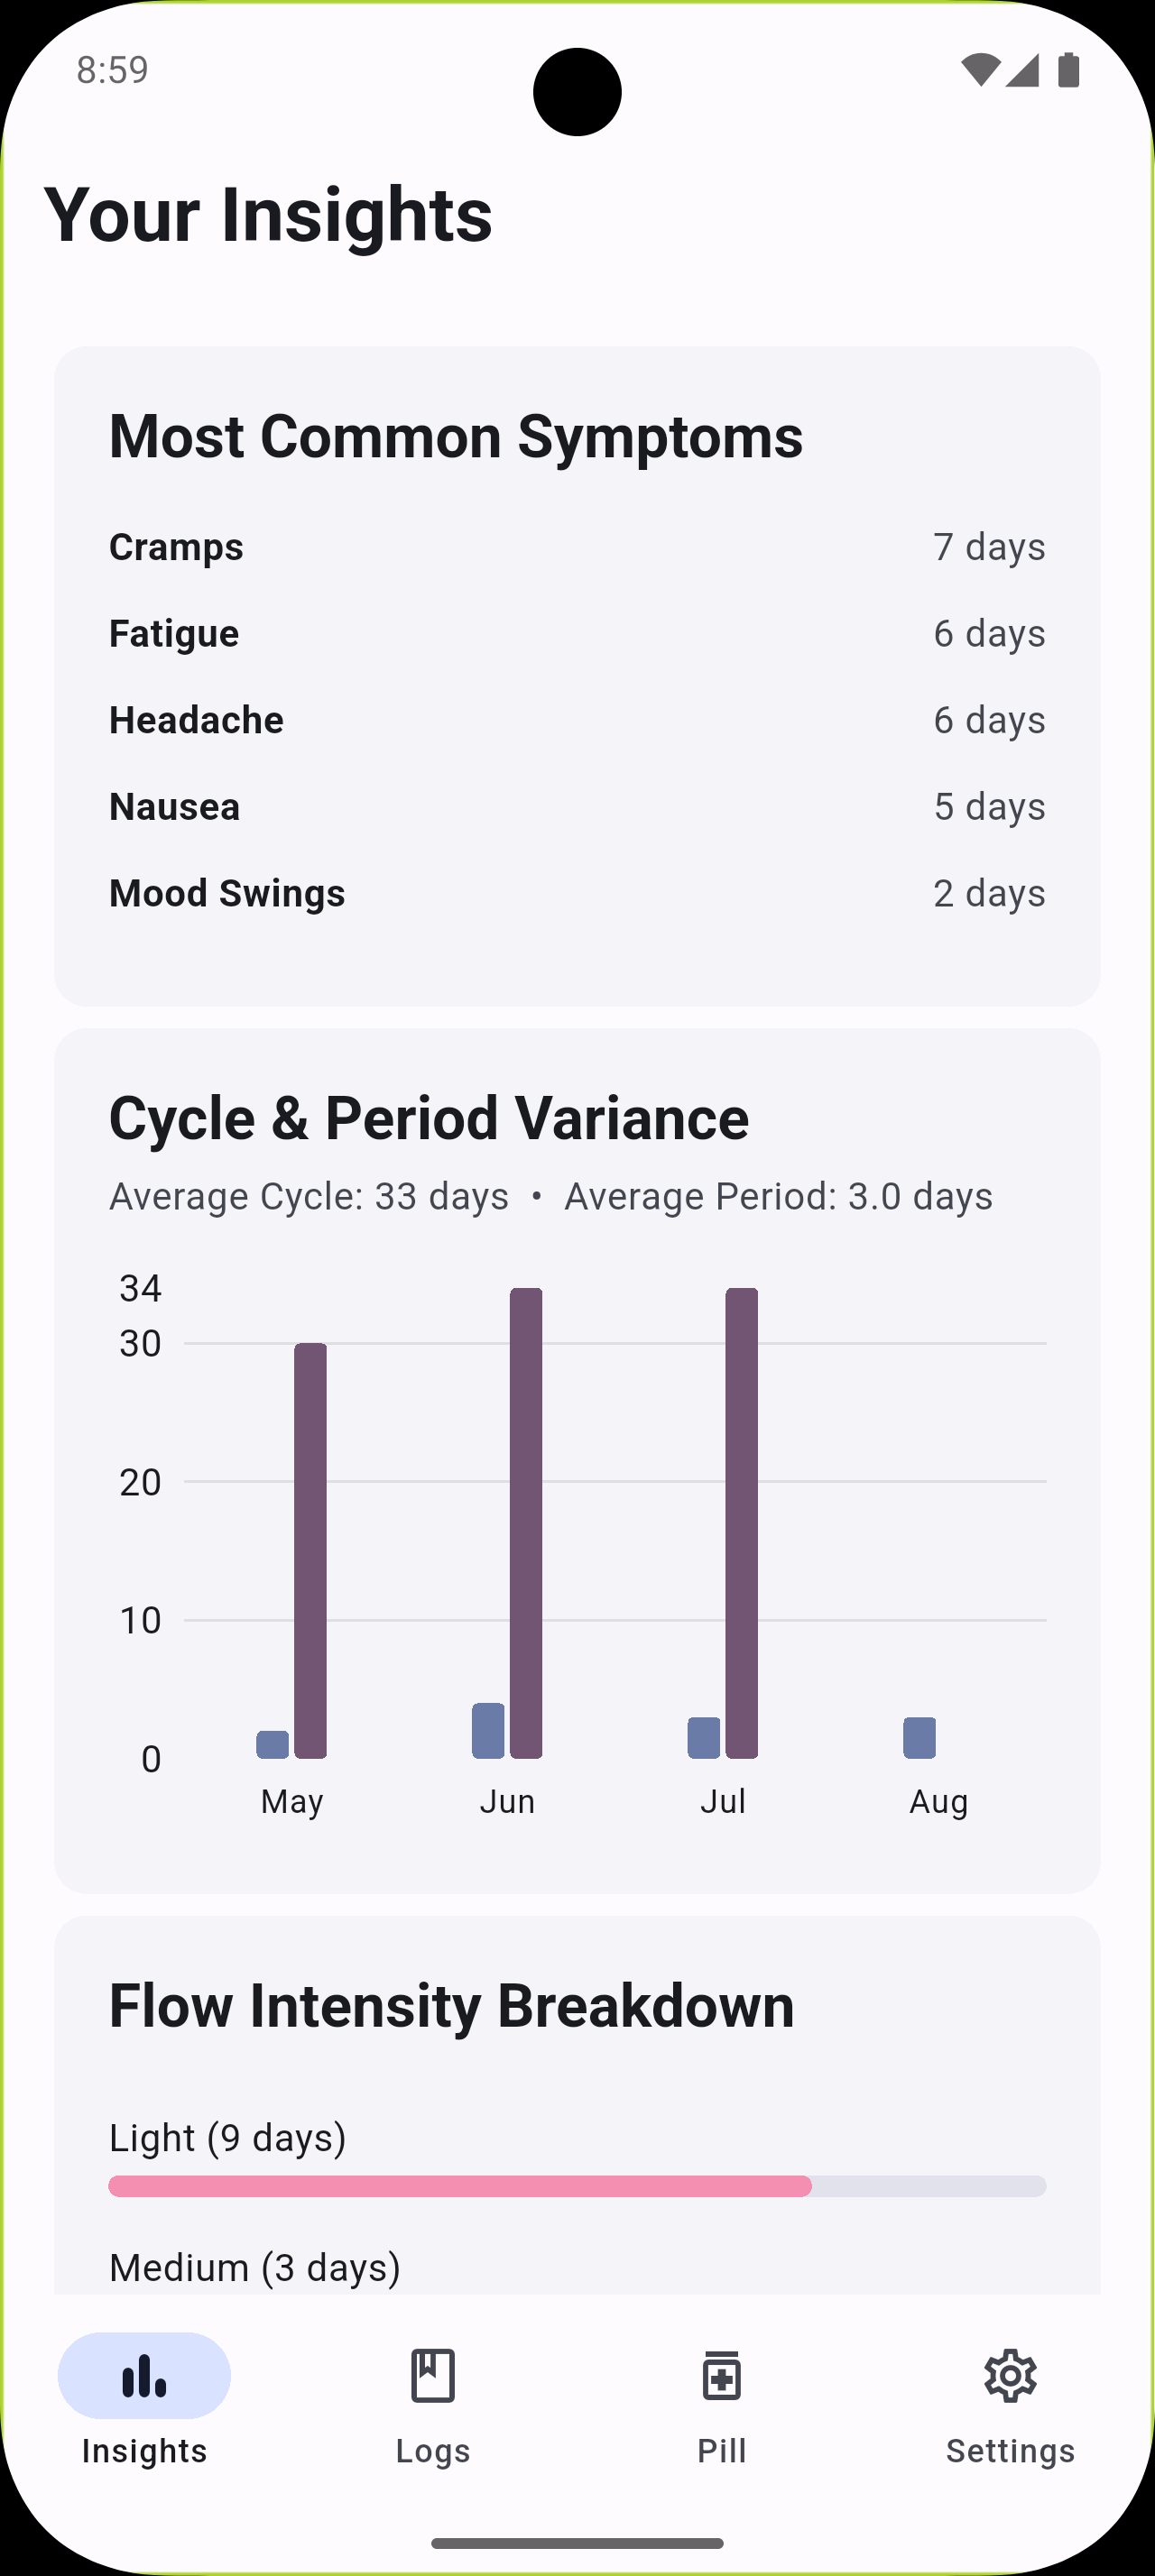 8:59
Your Insights
Most Common Symptoms
Cramps 7 days
Fatigue 6 days
Headache 6 days
Nausea 5 days
Mood Swings 2 days
Cycle & Period Variance
Average Cycle: 33 days • Average Period: 3.0 days
34
30
20
10
0
May Jun Jul Aug
Flow Intensity Breakdown
Light (9 days)
Medium (3 days)
Insights Logs Pill Settings